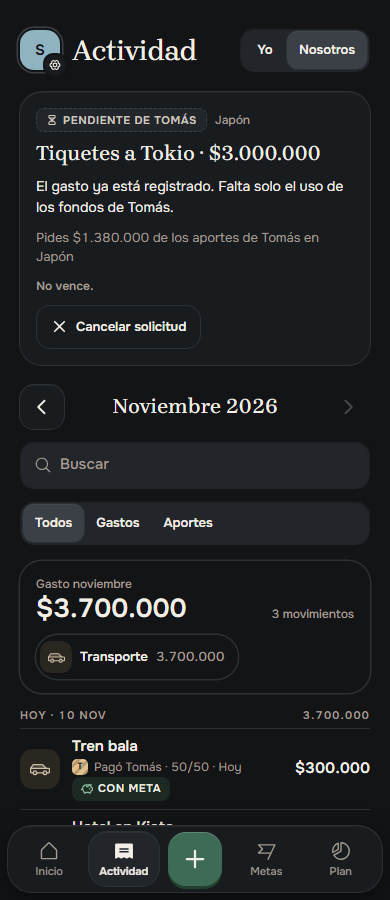 S
Actividad
Yo
Nosotros
PENDIENTE DE TOMÁS
Japón
Tiquetes a Tokio · $3.000.000
El gasto ya está registrado. Falta solo el uso de
los fondos de Tomás.
Pides $1.380.000 de los aportes de Tomás en
Japón
No vence.
Cancelar solicitud
Noviembre 2026
Buscar
Todos
Gastos
Aportes
Gasto noviembre
$3.700.000
3 movimientos
Transporte 3.700.000
HOY · 10 NOV
3.700.000
Tren bala
Pagó Tomás · 50/50 · Hoy
$300.000
CON META
Inicio
Actividad
Metas
Plan